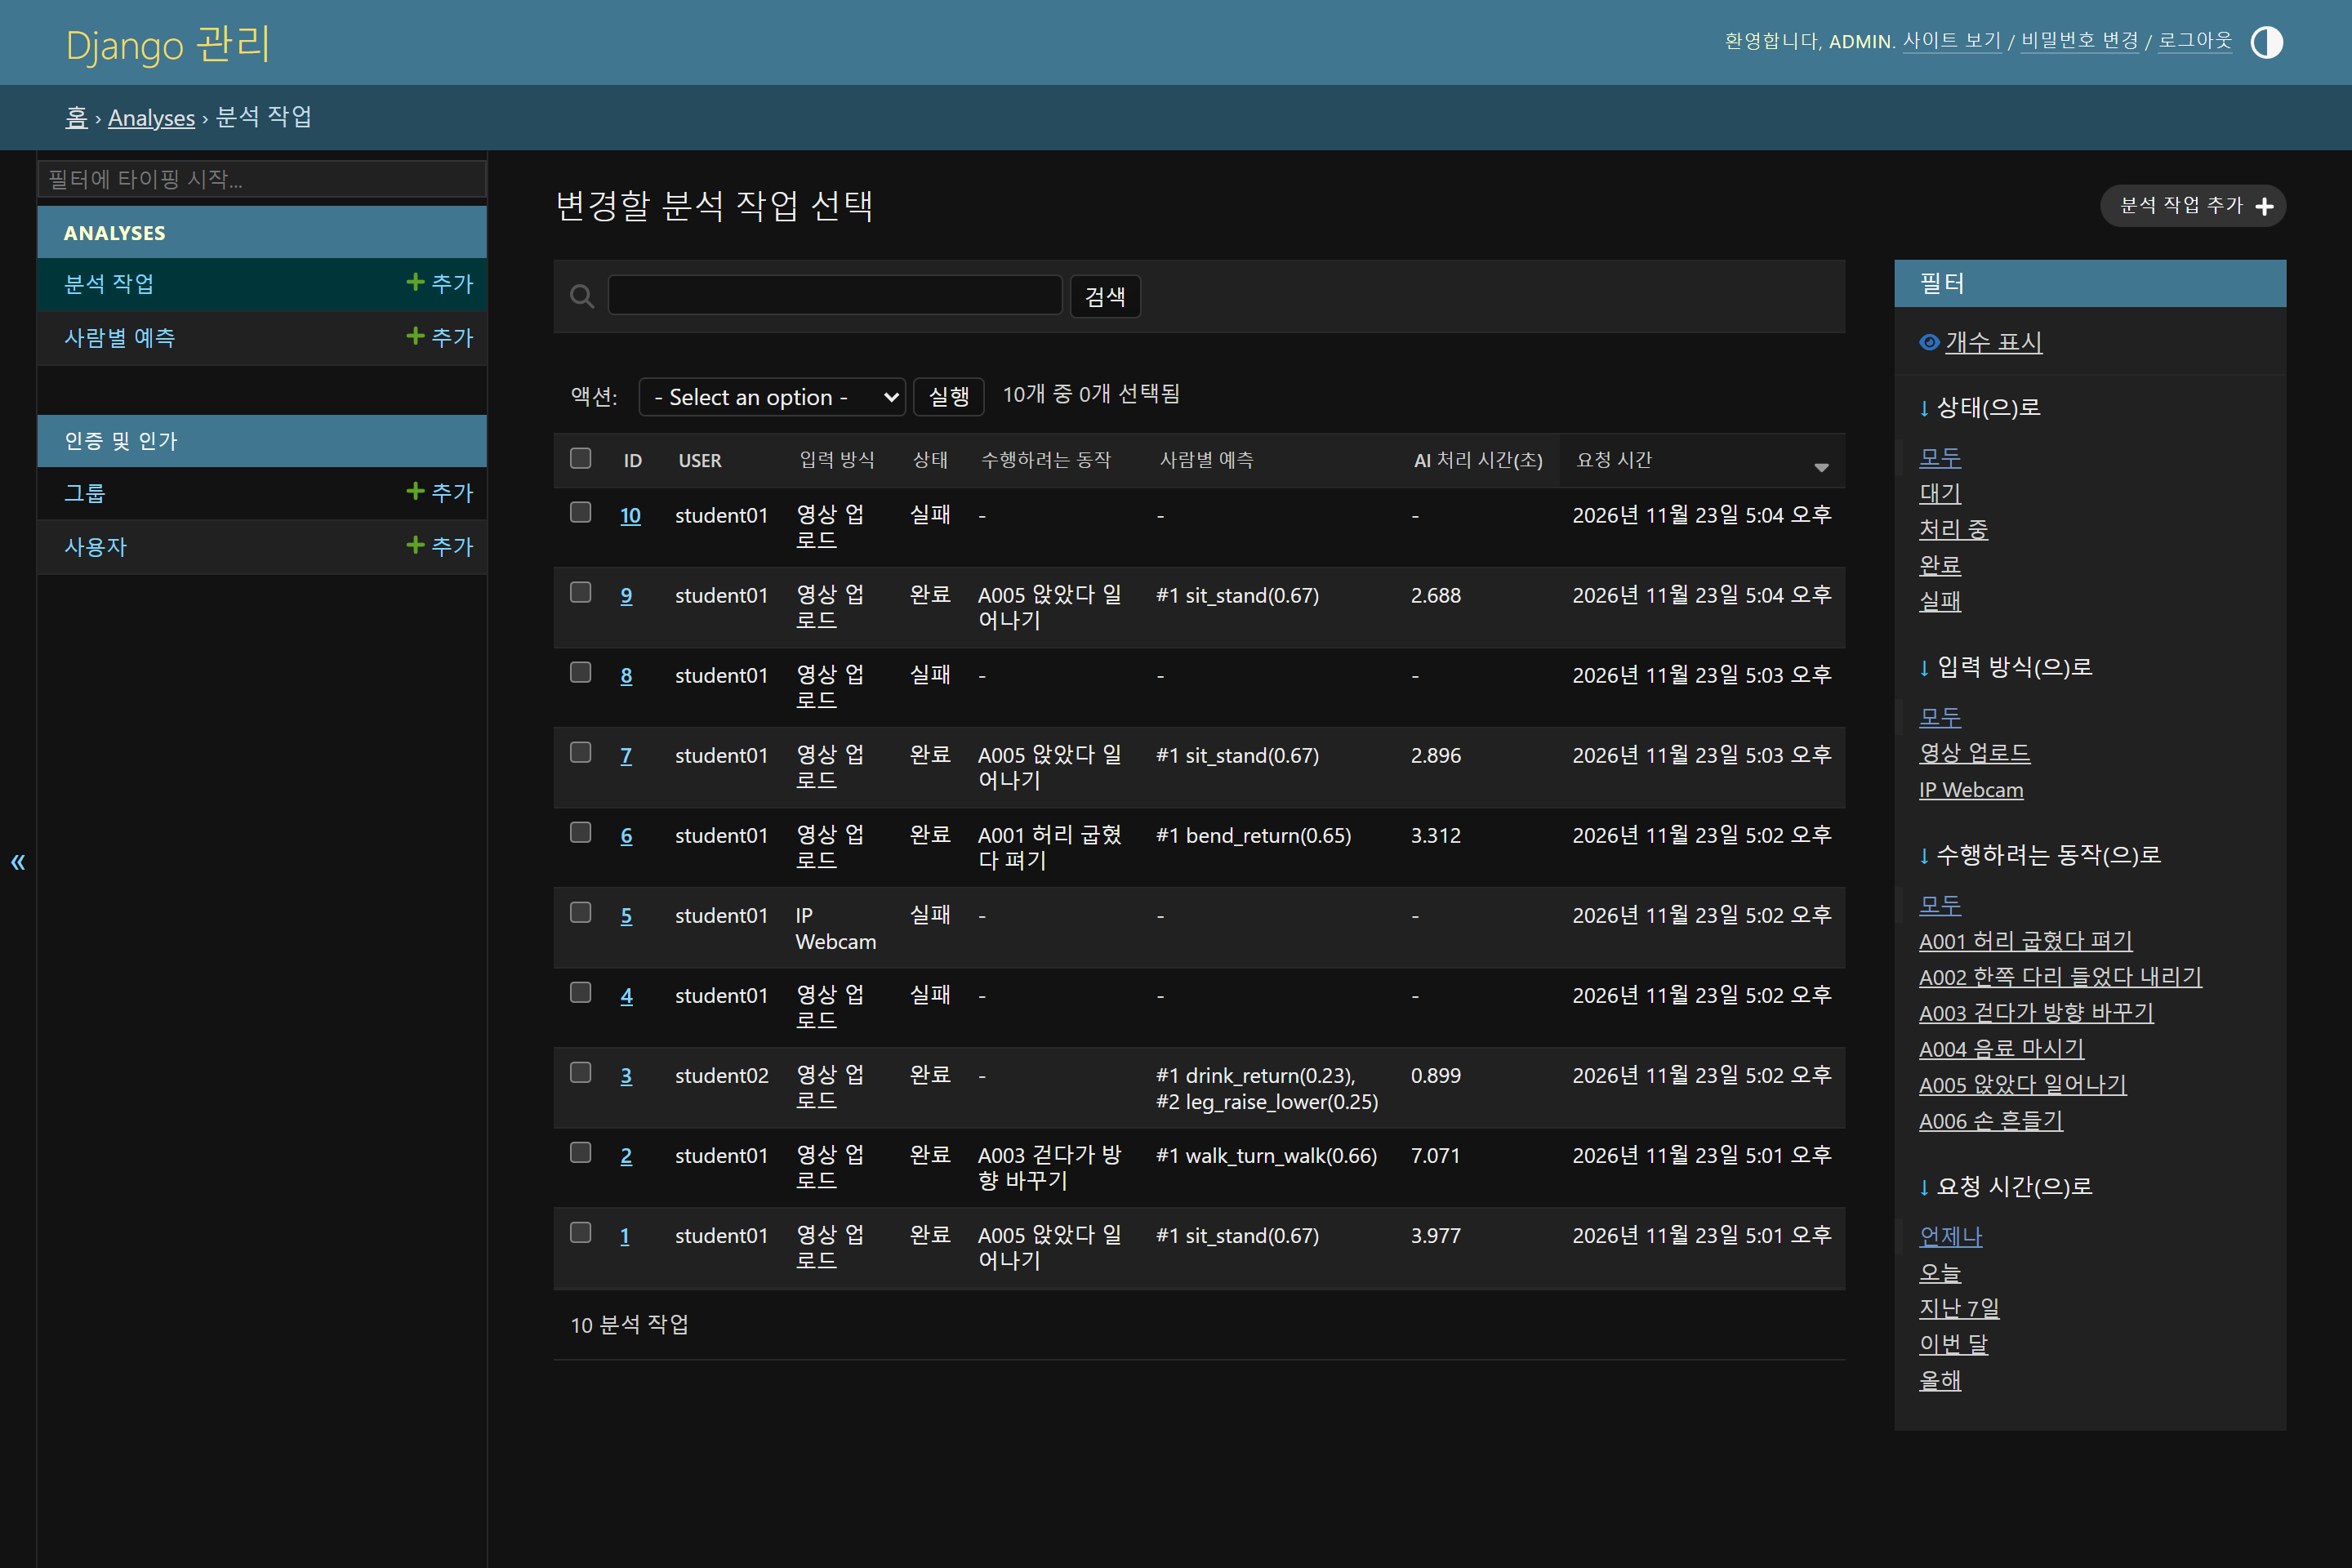 Django 관리
환영합니다, ADMIN. 사이트 보기 / 비밀번호 변경 / 로그아웃
홈 › Analyses › 분석 작업
필터에 타이핑 시작...
ANALYSES
분석 작업 추가
사람별 예측 추가
인증 및 인가
그룹 추가
사용자 추가
«
변경할 분석 작업 선택
분석 작업 추가
검색
액션: - Select an option - 실행 10개 중 0개 선택됨
ID USER 입력 방식 상태 수행하려는 동작 사람별 예측 AI 처리 시간(초) 요청 시간
10 student01 영상 업 실패 - - - 2026년 11월 23일 5:04 오후
로드
9 student01 영상 업 완료 A005 앉았다 일 #1 sit_stand(0.67) 2.688 2026년 11월 23일 5:04 오후
로드 어나기
8 student01 영상 업 실패 - - - 2026년 11월 23일 5:03 오후
로드
7 student01 영상 업 완료 A005 앉았다 일 #1 sit_stand(0.67) 2.896 2026년 11월 23일 5:03 오후
로드 어나기
6 student01 영상 업 완료 A001 허리 굽혔 #1 bend_return(0.65) 3.312 2026년 11월 23일 5:02 오후
로드 다 펴기
5 student01 IP 실패 - - - 2026년 11월 23일 5:02 오후
Webcam
4 student01 영상 업 실패 - - - 2026년 11월 23일 5:02 오후
로드
3 student02 영상 업 완료 - #1 drink_return(0.23), 0.899 2026년 11월 23일 5:02 오후
로드 #2 leg_raise_lower(0.25)
2 student01 영상 업 완료 A003 걷다가 방 #1 walk_turn_walk(0.66) 7.071 2026년 11월 23일 5:01 오후
로드 향 바꾸기
1 student01 영상 업 완료 A005 앉았다 일 #1 sit_stand(0.67) 3.977 2026년 11월 23일 5:01 오후
로드 어나기
10 분석 작업
필터
개수 표시
↓ 상태(으)로
모두
대기
처리 중
완료
실패
↓ 입력 방식(으)로
모두
영상 업로드
IP Webcam
↓ 수행하려는 동작(으)로
모두
A001 허리 굽혔다 펴기
A002 한쪽 다리 들었다 내리기
A003 걷다가 방향 바꾸기
A004 음료 마시기
A005 앉았다 일어나기
A006 손 흔들기
↓ 요청 시간(으)로
언제나
오늘
지난 7일
이번 달
올해